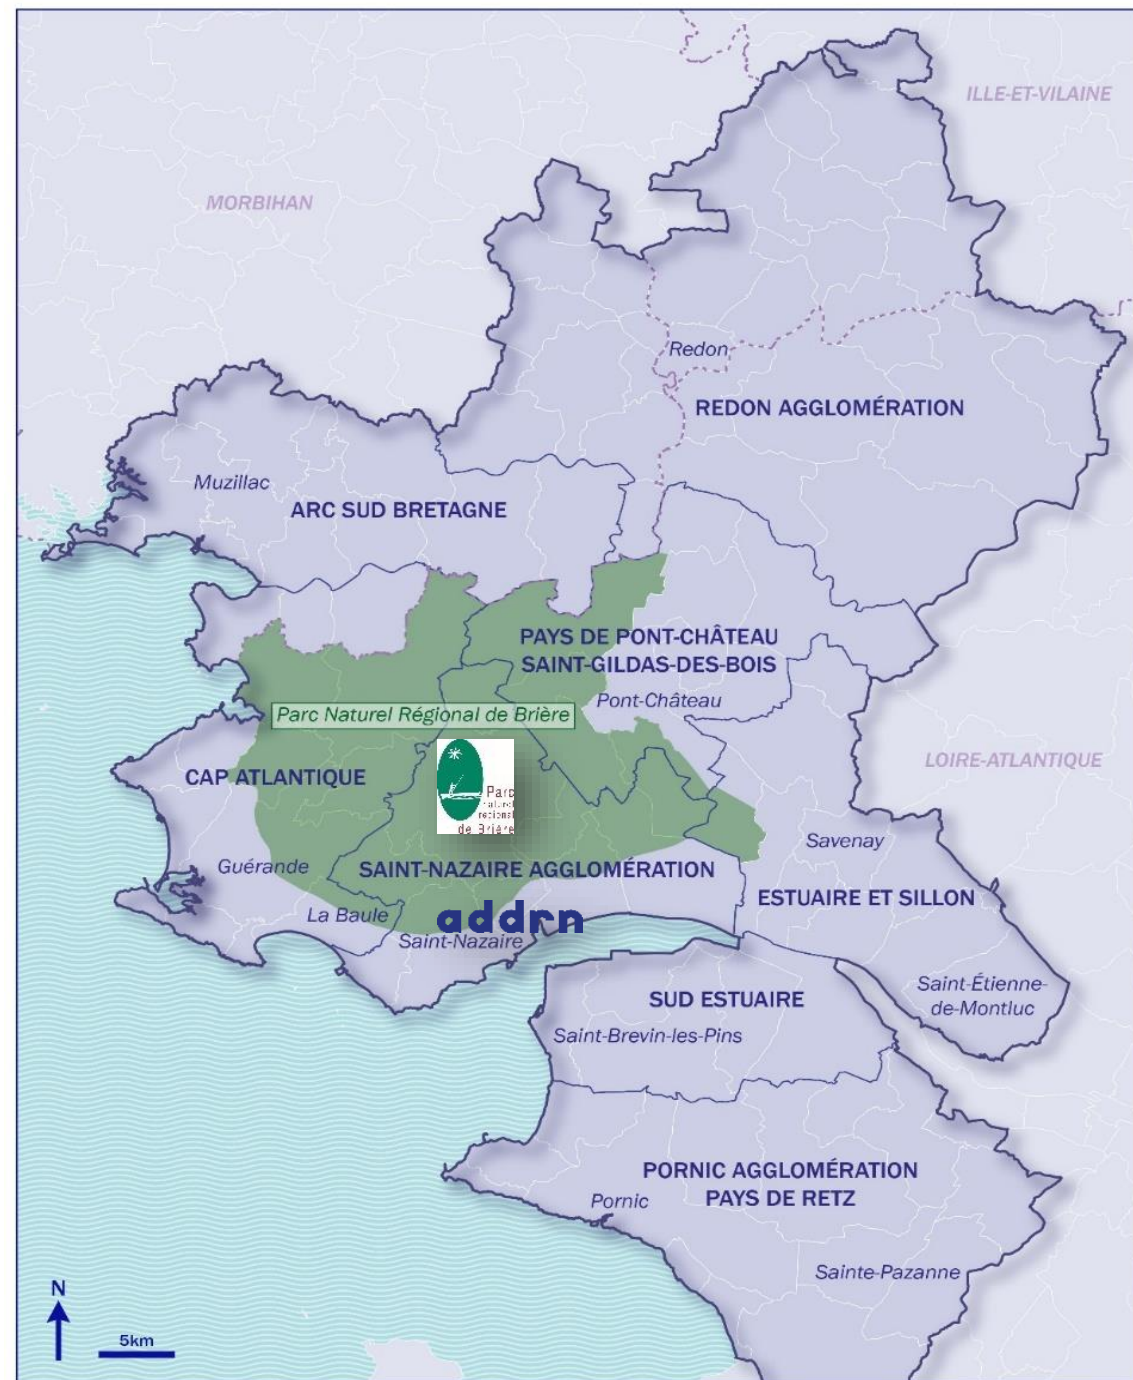 ILLE-ET-VILAINE
MORBIHAN
Redon
REDON AGGLOMÉRATION
Muzillac
ARC SUD BRETAGNE
PAYS DE PONT-CHÂTEAU
SAINT-GILDAS-DES-BOIS
Pont-Château
Parc Naturel Régional de Brière
LOIRE-ATLANTIQUE
CAP ATLANTIQUE
Parc
naturel
régional
de Brière
Savenay
Guérande
SAINT-NAZAIRE AGGLOMÉRATION
ESTUAIRE ET SILLON
La Baule
addrn
Saint-Nazaire
Saint-Étienne-
de-Montluc
SUD ESTUAIRE
Saint-Brevin-les-Pins
PORNIC AGGLOMÉRATION
PAYS DE RETZ
Pornic
Sainte-Pazanne
N
5km